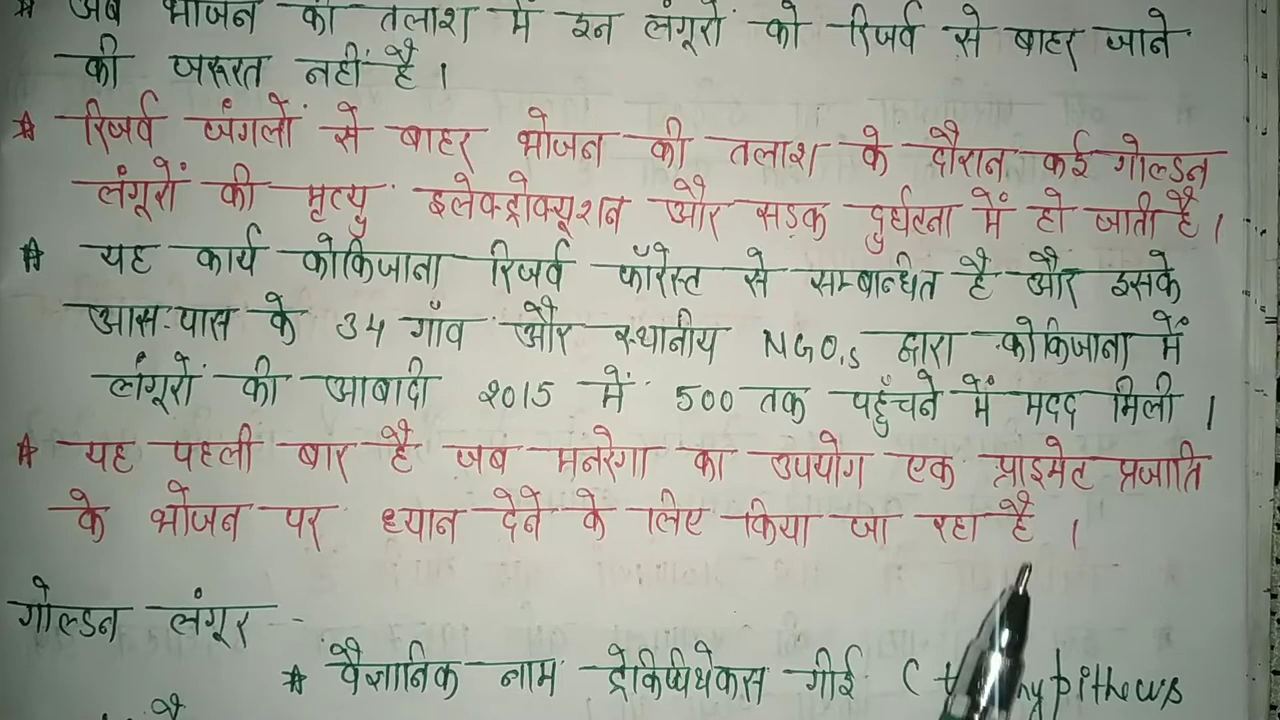 * अब भोजन की तलाश में इन लंगूरों को रिजर्व से बाहर जाने
की जरूरत नहीं है ।
* रिजर्व जंगलों से बाहर भोजन की तलाश के दौरान कई गोल्डन
लंगूरों की मृत्यु इलेक्ट्रोक्यूशन और सड़क दुर्घटना में हो जाती है ।
* यह कार्य कोकिजाना रिजर्व फॉरेस्ट से सम्बन्धित है और इसके
आस-पास के 34 गाँव और स्थानीय NGO,s द्वारा कोकिजाना में
लंगूरों की आबादी २०15 में 500 तक पहुँचने में मदद मिली ।
* यह पहली बार है जब मनरेगा का उपयोग एक प्राइमेट प्रजाति
के भोजन पर ध्यान देने के लिए किया जा रहा है ।
गोल्डन लंगूर -
* वैज्ञानिक नाम ट्रेकिप्थिेकस गीई (